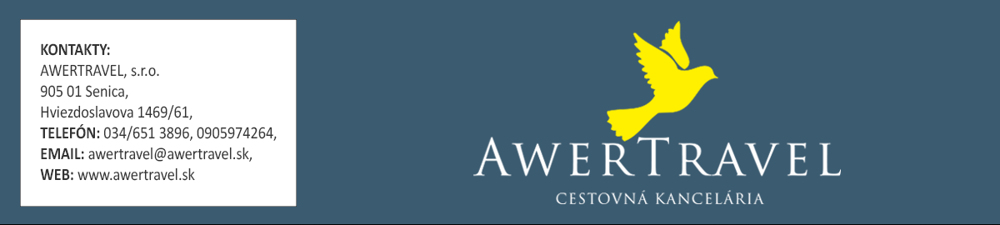 KONTAKTY:
AWERTRAVEL, s.r.o.
905 01 Senica,
Hviezdoslavova 1469/61,
TELEFÓN: 034/651 3896, 0905974264,
EMAIL: awertravel@awertravel.sk,
WEB: www.awertravel.sk
AWERTRAVEL
CESTOVNÁ KANCELÁRIA